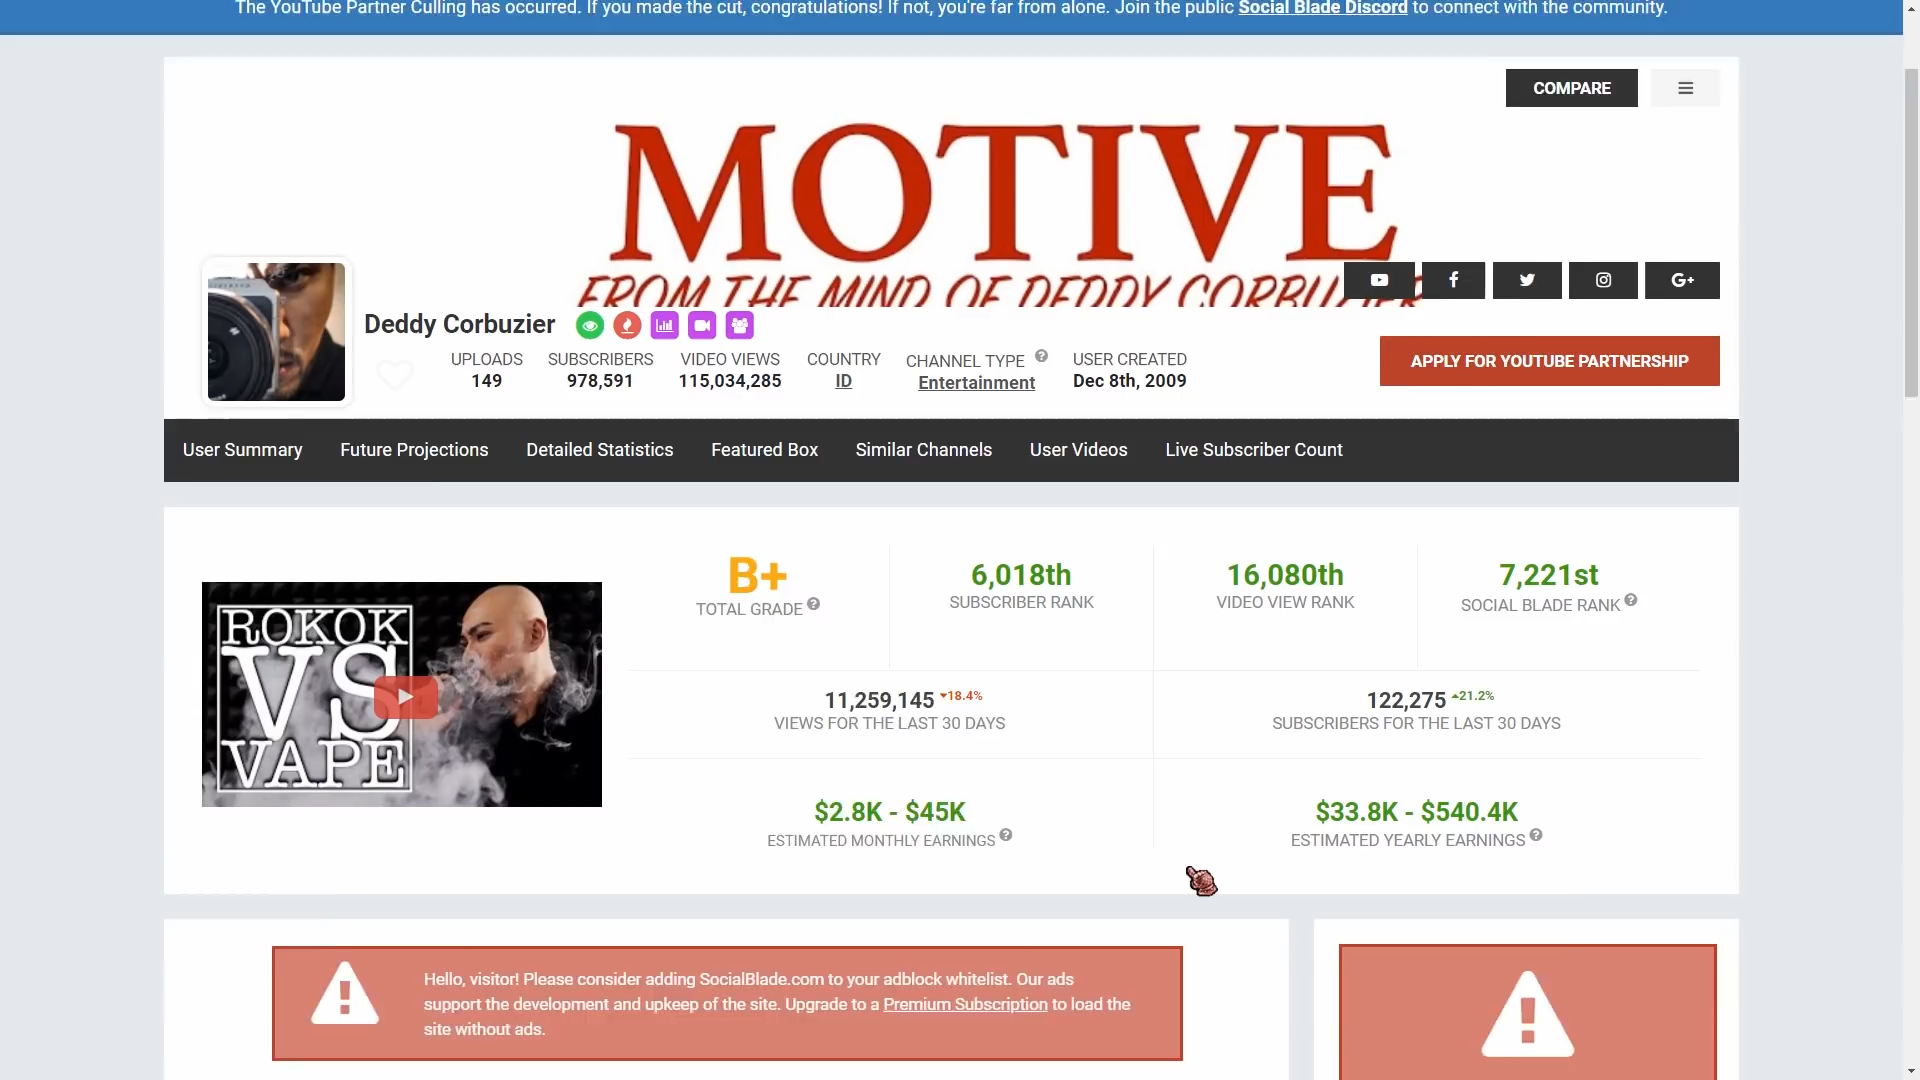 The YouTube Partner Culling has occurred. If you made the cut, congratulations! If not, you're far from alone. Join the public Social Blade Discord to connect with the community.
COMPARE
MOTIVE
FROM THE MIND OF DEDDY CORBUZIER
Deddy Corbuzier
UPLOADS SUBSCRIBERS VIDEO VIEWS COUNTRY CHANNEL TYPE USER CREATED
149 978,591 115,034,285 ID Entertainment Dec 8th, 2009
APPLY FOR YOUTUBE PARTNERSHIP
User Summary Future Projections Detailed Statistics Featured Box Similar Channels User Videos Live Subscriber Count
ROKOK
VS
VAPE
B+ 6,018th 16,080th 7,221st
TOTAL GRADE SUBSCRIBER RANK VIDEO VIEW RANK SOCIAL BLADE RANK
11,259,145 18.4% 122,275 21.2%
VIEWS FOR THE LAST 30 DAYS SUBSCRIBERS FOR THE LAST 30 DAYS
$2.8K - $45K $33.8K - $540.4K
ESTIMATED MONTHLY EARNINGS ESTIMATED YEARLY EARNINGS
Hello, visitor! Please consider adding SocialBlade.com to your adblock whitelist. Our ads
support the development and upkeep of the site. Upgrade to a Premium Subscription to load the
site without ads.